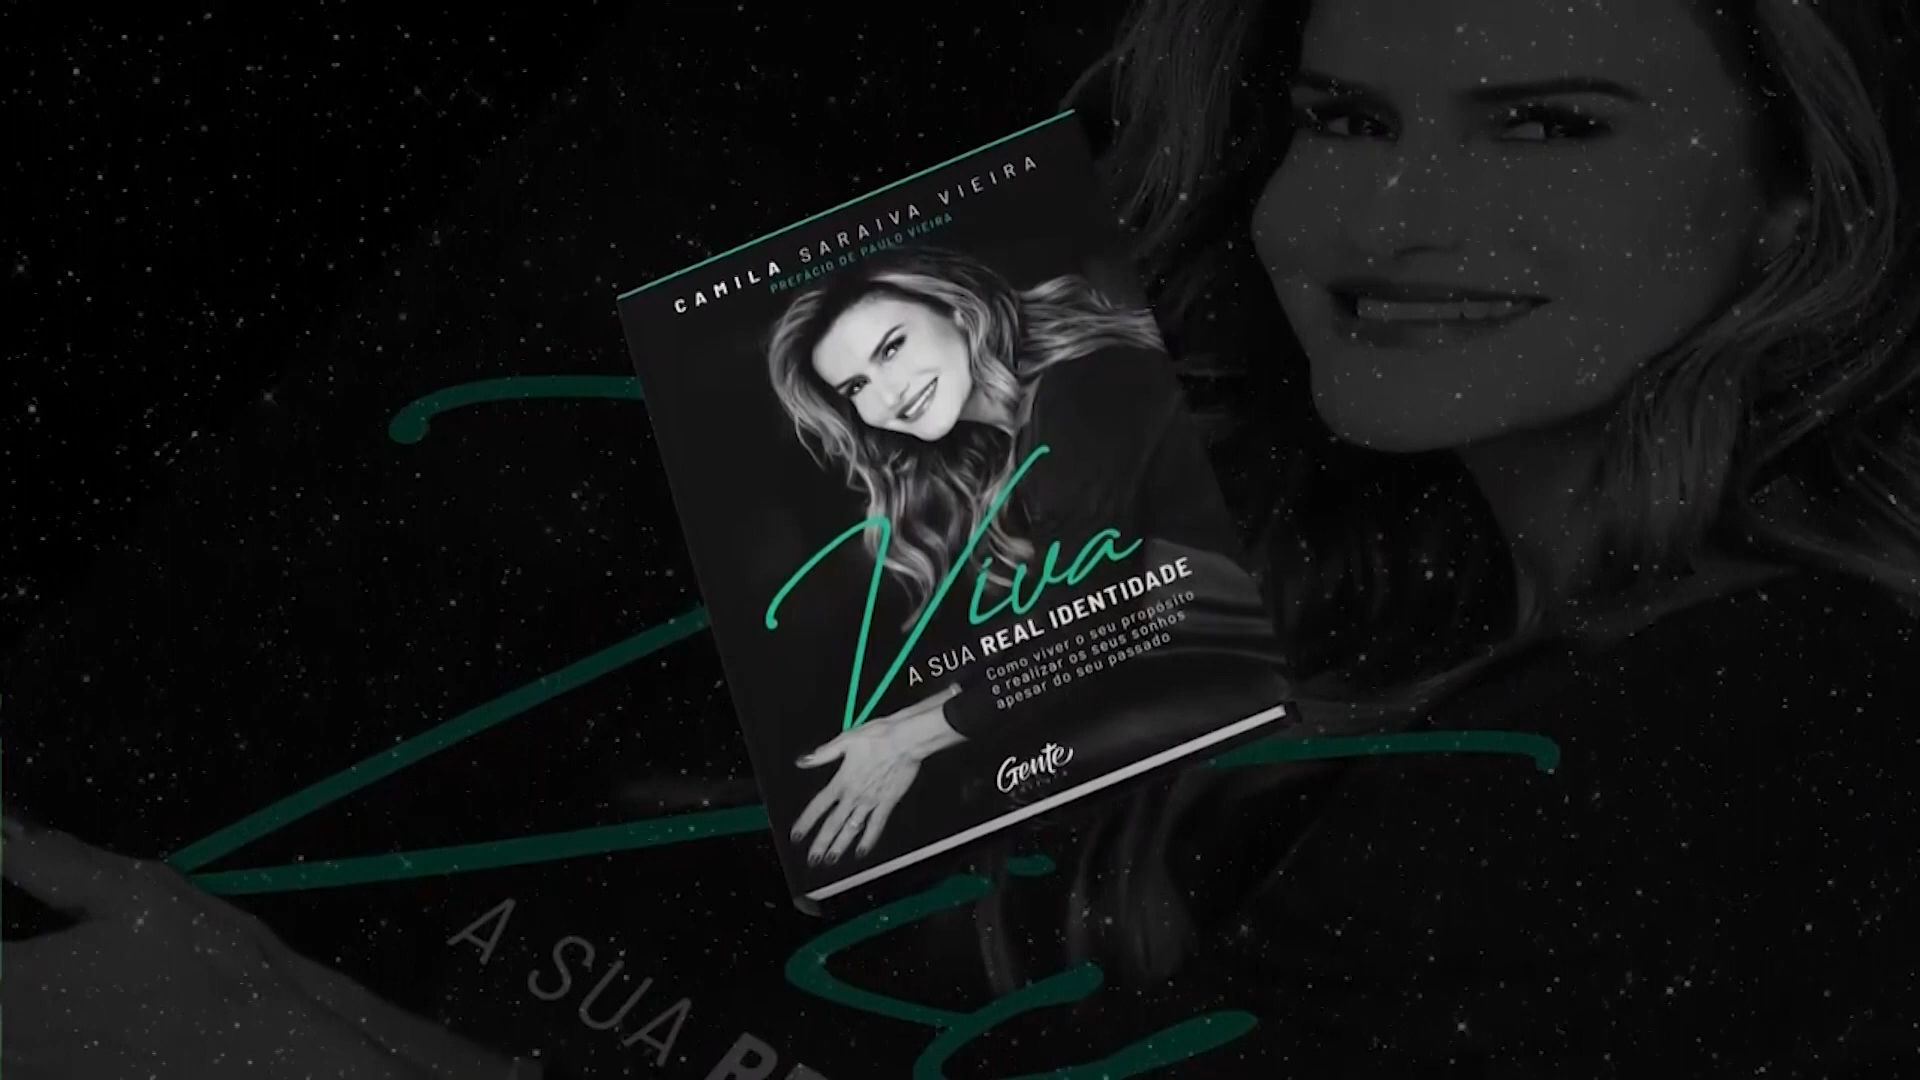 CAMILA SARAIVA VIEIRA
PREFÁCIO DE PAULO VIEIRA
Viva
A SUA REAL IDENTIDADE
Como viver o seu propósito
e realizar os seus sonhos
apesar do seu passado
Gente
A SUA